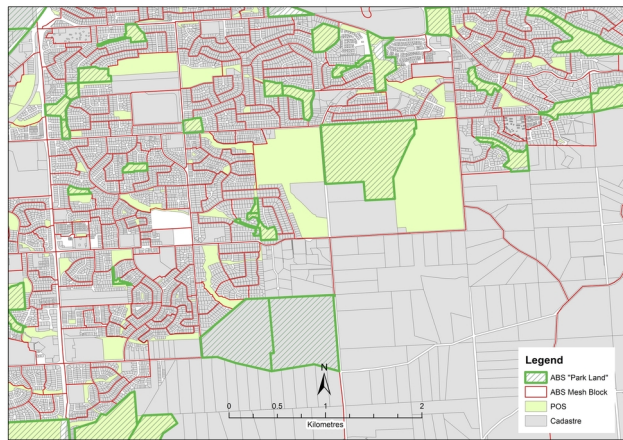 Legend
ABS "Park Land"
ABS Mesh Block
POS
Cadastre
N
0 0.5 1 2
Kilometres